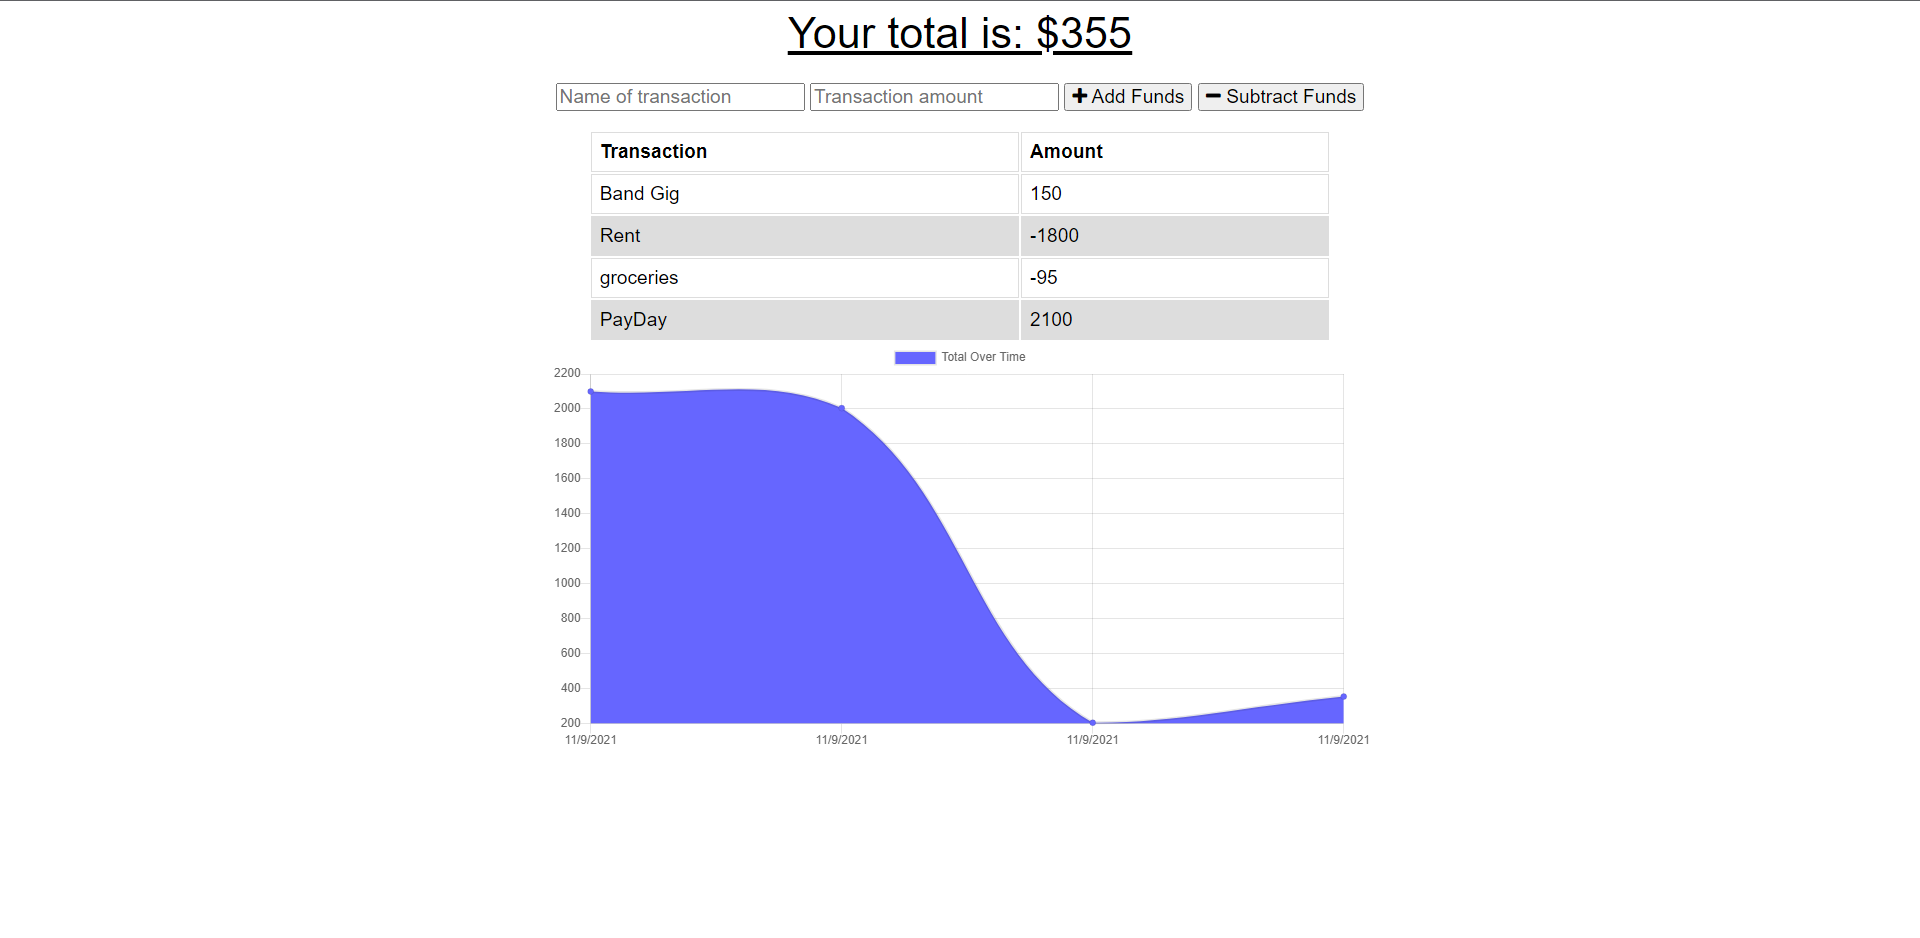 Your total is: $355
Name of transaction Transaction amount Add Funds Subtract Funds
Transaction Amount
Band Gig 150
Rent -1800
groceries -95
PayDay 2100
Total Over Time
2200
2000
1800
1600
1400
1200
1000
800
600
400
200
11/9/2021 11/9/2021 11/9/2021 11/9/2021